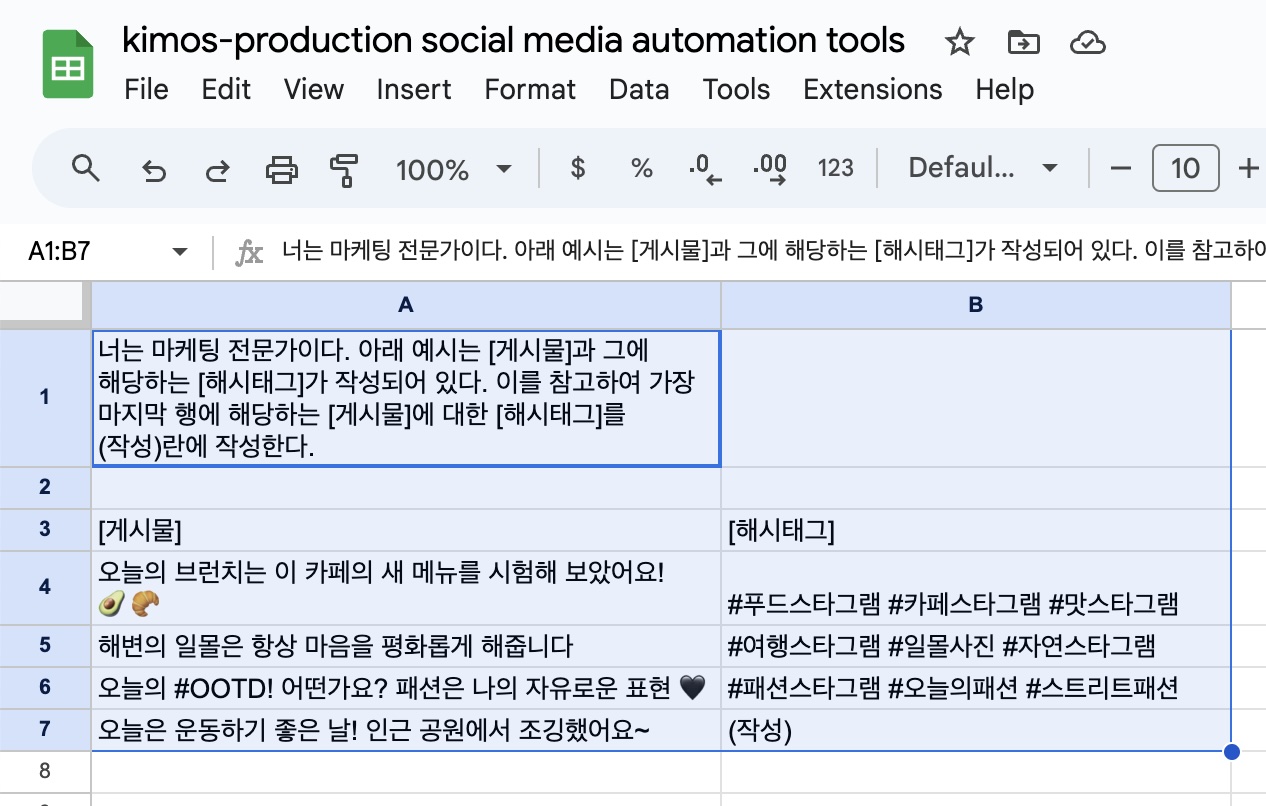 kimos-production social media automation tools
File Edit View Insert Format Data Tools Extensions Help
100% $ % .0 .00 123 Defaul... 10
A1:B7 fx 너는 마케팅 전문가이다. 아래 예시는 [게시물]과 그에 해당하는 [해시태그]가 작성되어 있다. 이를 참고하여
A B
1 너는 마케팅 전문가이다. 아래 예시는 [게시물]과 그에
해당하는 [해시태그]가 작성되어 있다. 이를 참고하여 가장
마지막 행에 해당하는 [게시물]에 대한 [해시태그]를
(작성)란에 작성한다.
2
3 [게시물] [해시태그]
4 오늘의 브런치는 이 카페의 새 메뉴를 시험해 보았어요!
🥑 🥐 #푸드스타그램 #카페스타그램 #맛스타그램
5 해변의 일몰은 항상 마음을 평화롭게 해줍니다 #여행스타그램 #일몰사진 #자연스타그램
6 오늘의 #OOTD! 어떤가요? 패션은 나의 자유로운 표현 🖤 #패션스타그램 #오늘의패션 #스트리트패션
7 오늘은 운동하기 좋은 날! 인근 공원에서 조깅했어요~ (작성)
8